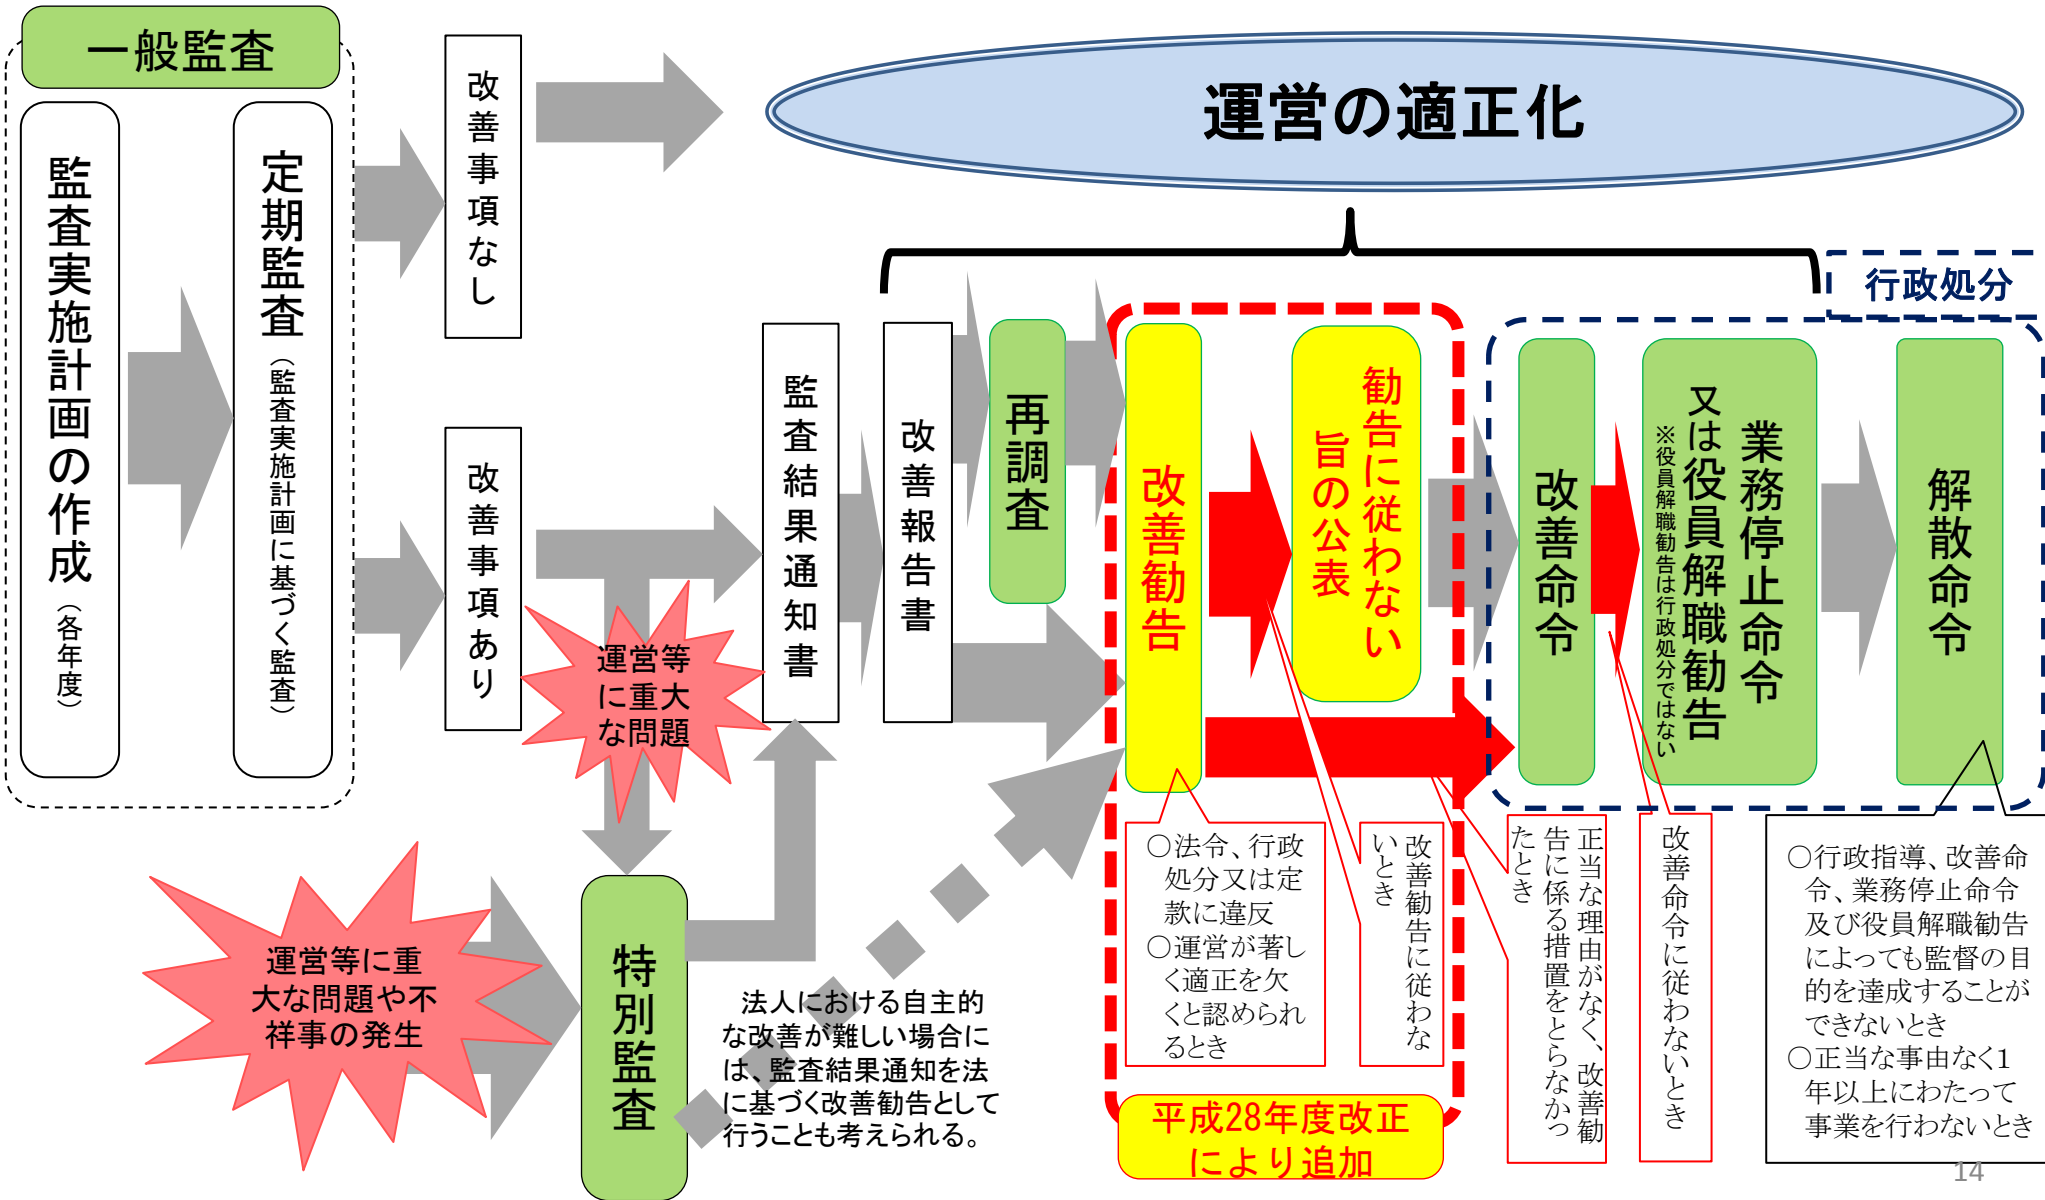 一般監査
監査実施計画の作成（各年度）
定期監査（監査実施計画に基づく監査）
改善事項なし
改善事項あり
運営の適正化
運営等
に重大
な問題
運営等に重
大な問題や不
祥事の発生
特別監査
監査結果通知書
改善報告書
再調査
法人における自主的
な改善が難しい場合に
は、監査結果通知を法
に基づく改善勧告として
行うことも考えられる。
改善勧告
勧告に従わない
旨の公表
行政処分
改善命令
業務停止命令
又は役員解職勧告
※役員解職勧告は行政処分ではない
解散命令
○法令、行政
処分又は定
款に違反
○運営が著し
く適正を欠
くと認められ
るとき
改善勧告に従わな
いとき
正当な理由がなく、改善勧
告に係る措置をとらなかっ
たとき
改善命令に従わないとき
○行政指導、改善命
令、業務停止命令
及び役員解職勧告
によっても監督の目
的を達成することが
できないとき
○正当な事由なく1
年以上にわたって
事業を行わないとき
平成28年度改正
により追加
14